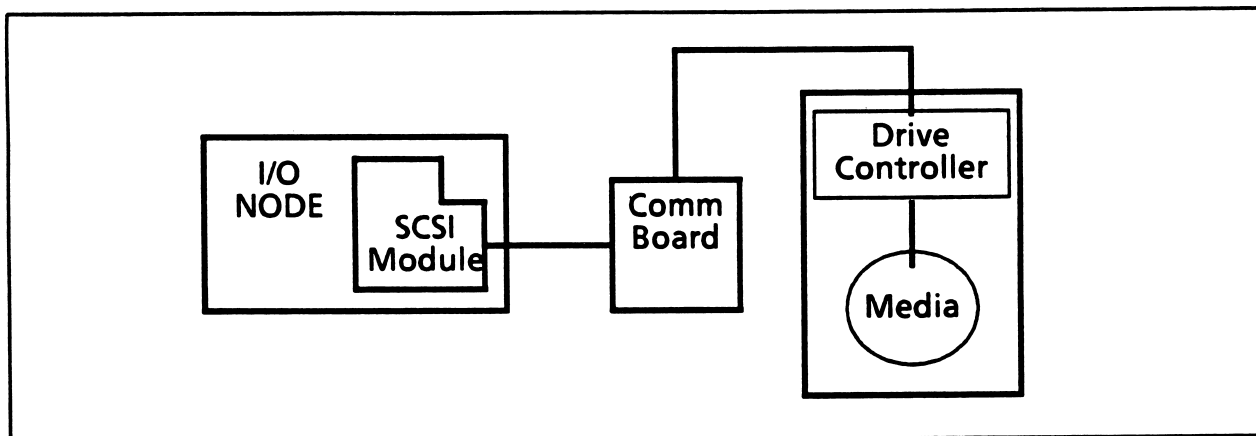 I/O
NODE
SCSI
Module
Comm
Board
Drive
Controller
Media